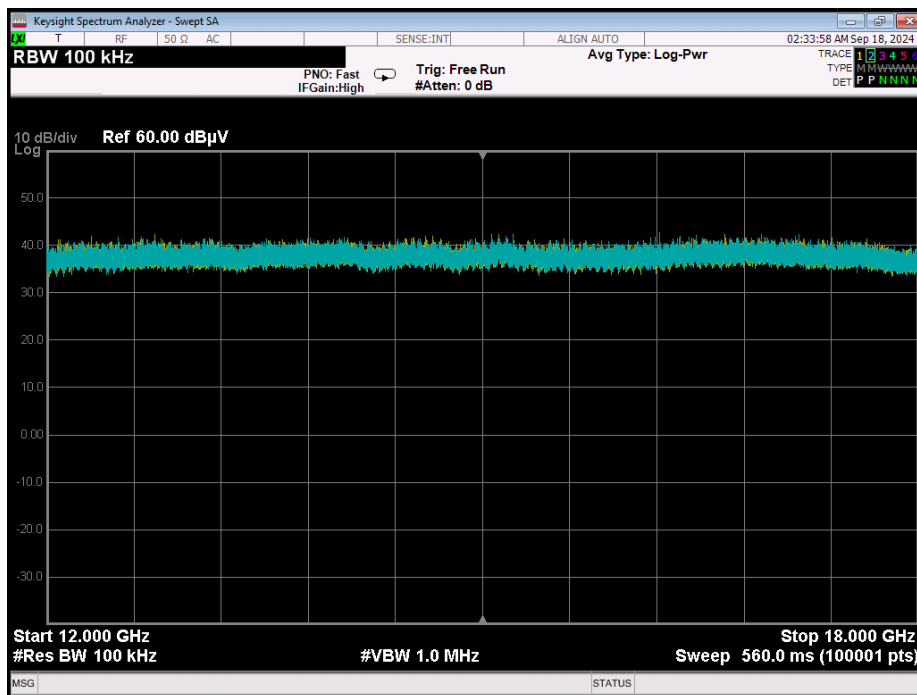 Keysight Spectrum Analyzer - Swept SA
LXI T RF 50 Ω AC SENSE:INT ALIGN AUTO 02:33:58 AM Sep 18, 2024
RBW 100 kHz
Avg Type: Log-Pwr
TRACE 1 2 3 4 5 6
PNO: Fast Trig: Free Run TYPE M M W W W W
IFGain:High #Atten: 0 dB DET P P N N N N
10 dB/div Ref 60.00 dBµV
Log
50.0
40.0
30.0
20.0
10.0
0.00
-10.0
-20.0
-30.0
Start 12.000 GHz Stop 18.000 GHz
#Res BW 100 kHz #VBW 1.0 MHz Sweep 560.0 ms (100001 pts)
MSG STATUS